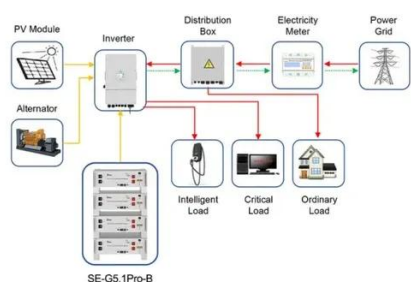 PV Module
Inverter
Distribution
Box
Electricity
Meter
Power
Grid
Alternator
Intelligent
Load
Critical
Load
Ordinary
Load
SE-G5.1Pro-B